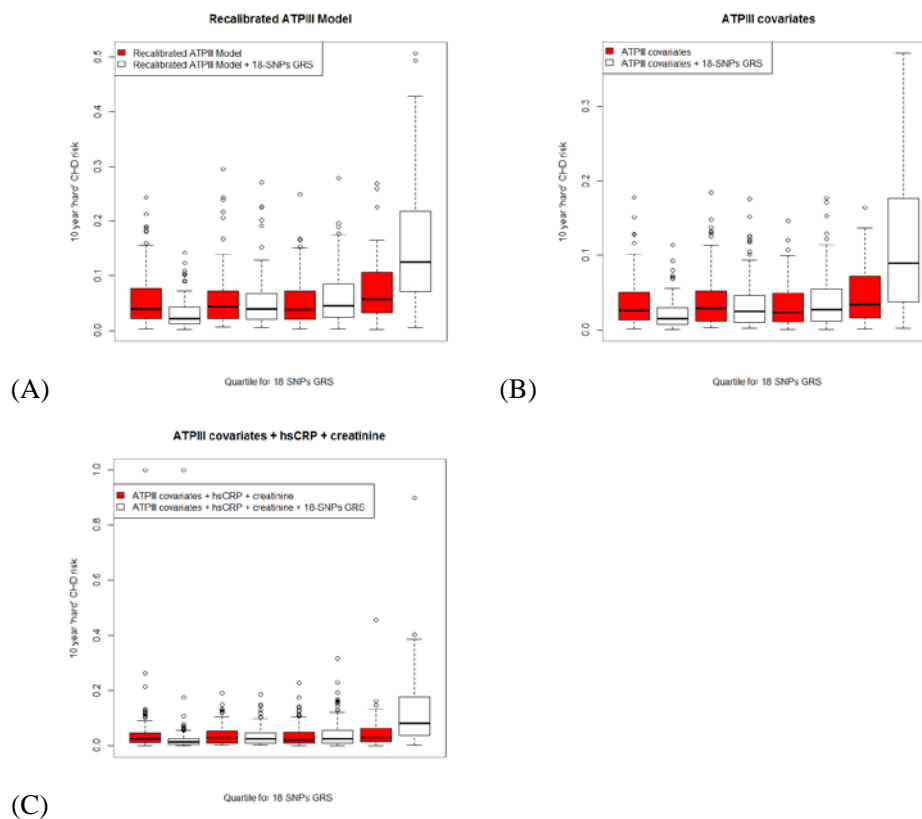 Recalibrated ATPIII Model
Recalibrated ATPIII Model
Recalibrated ATPIII Model + 18-SNPs GRS
10 year 'hard' CHD risk
0.5
0.4
0.3
0.2
0.1
0.0
Quartile for 18 SNPs GRS
(A)
ATPIII covariates
ATPIII covariates
ATPIII covariates + 18-SNPs GRS
10 year 'hard' CHD risk
0.3
0.2
0.1
0.0
Quartile for 18 SNPs GRS
(B)
ATPIII covariates + hsCRP + creatinine
ATPIII covariates + hsCRP + creatinine
ATPIII covariates + hsCRP + creatinine + 18-SNPs GRS
10 year 'hard' CHD risk
1.0
0.8
0.6
0.4
0.2
0.0
Quartile for 18 SNPs GRS
(C)